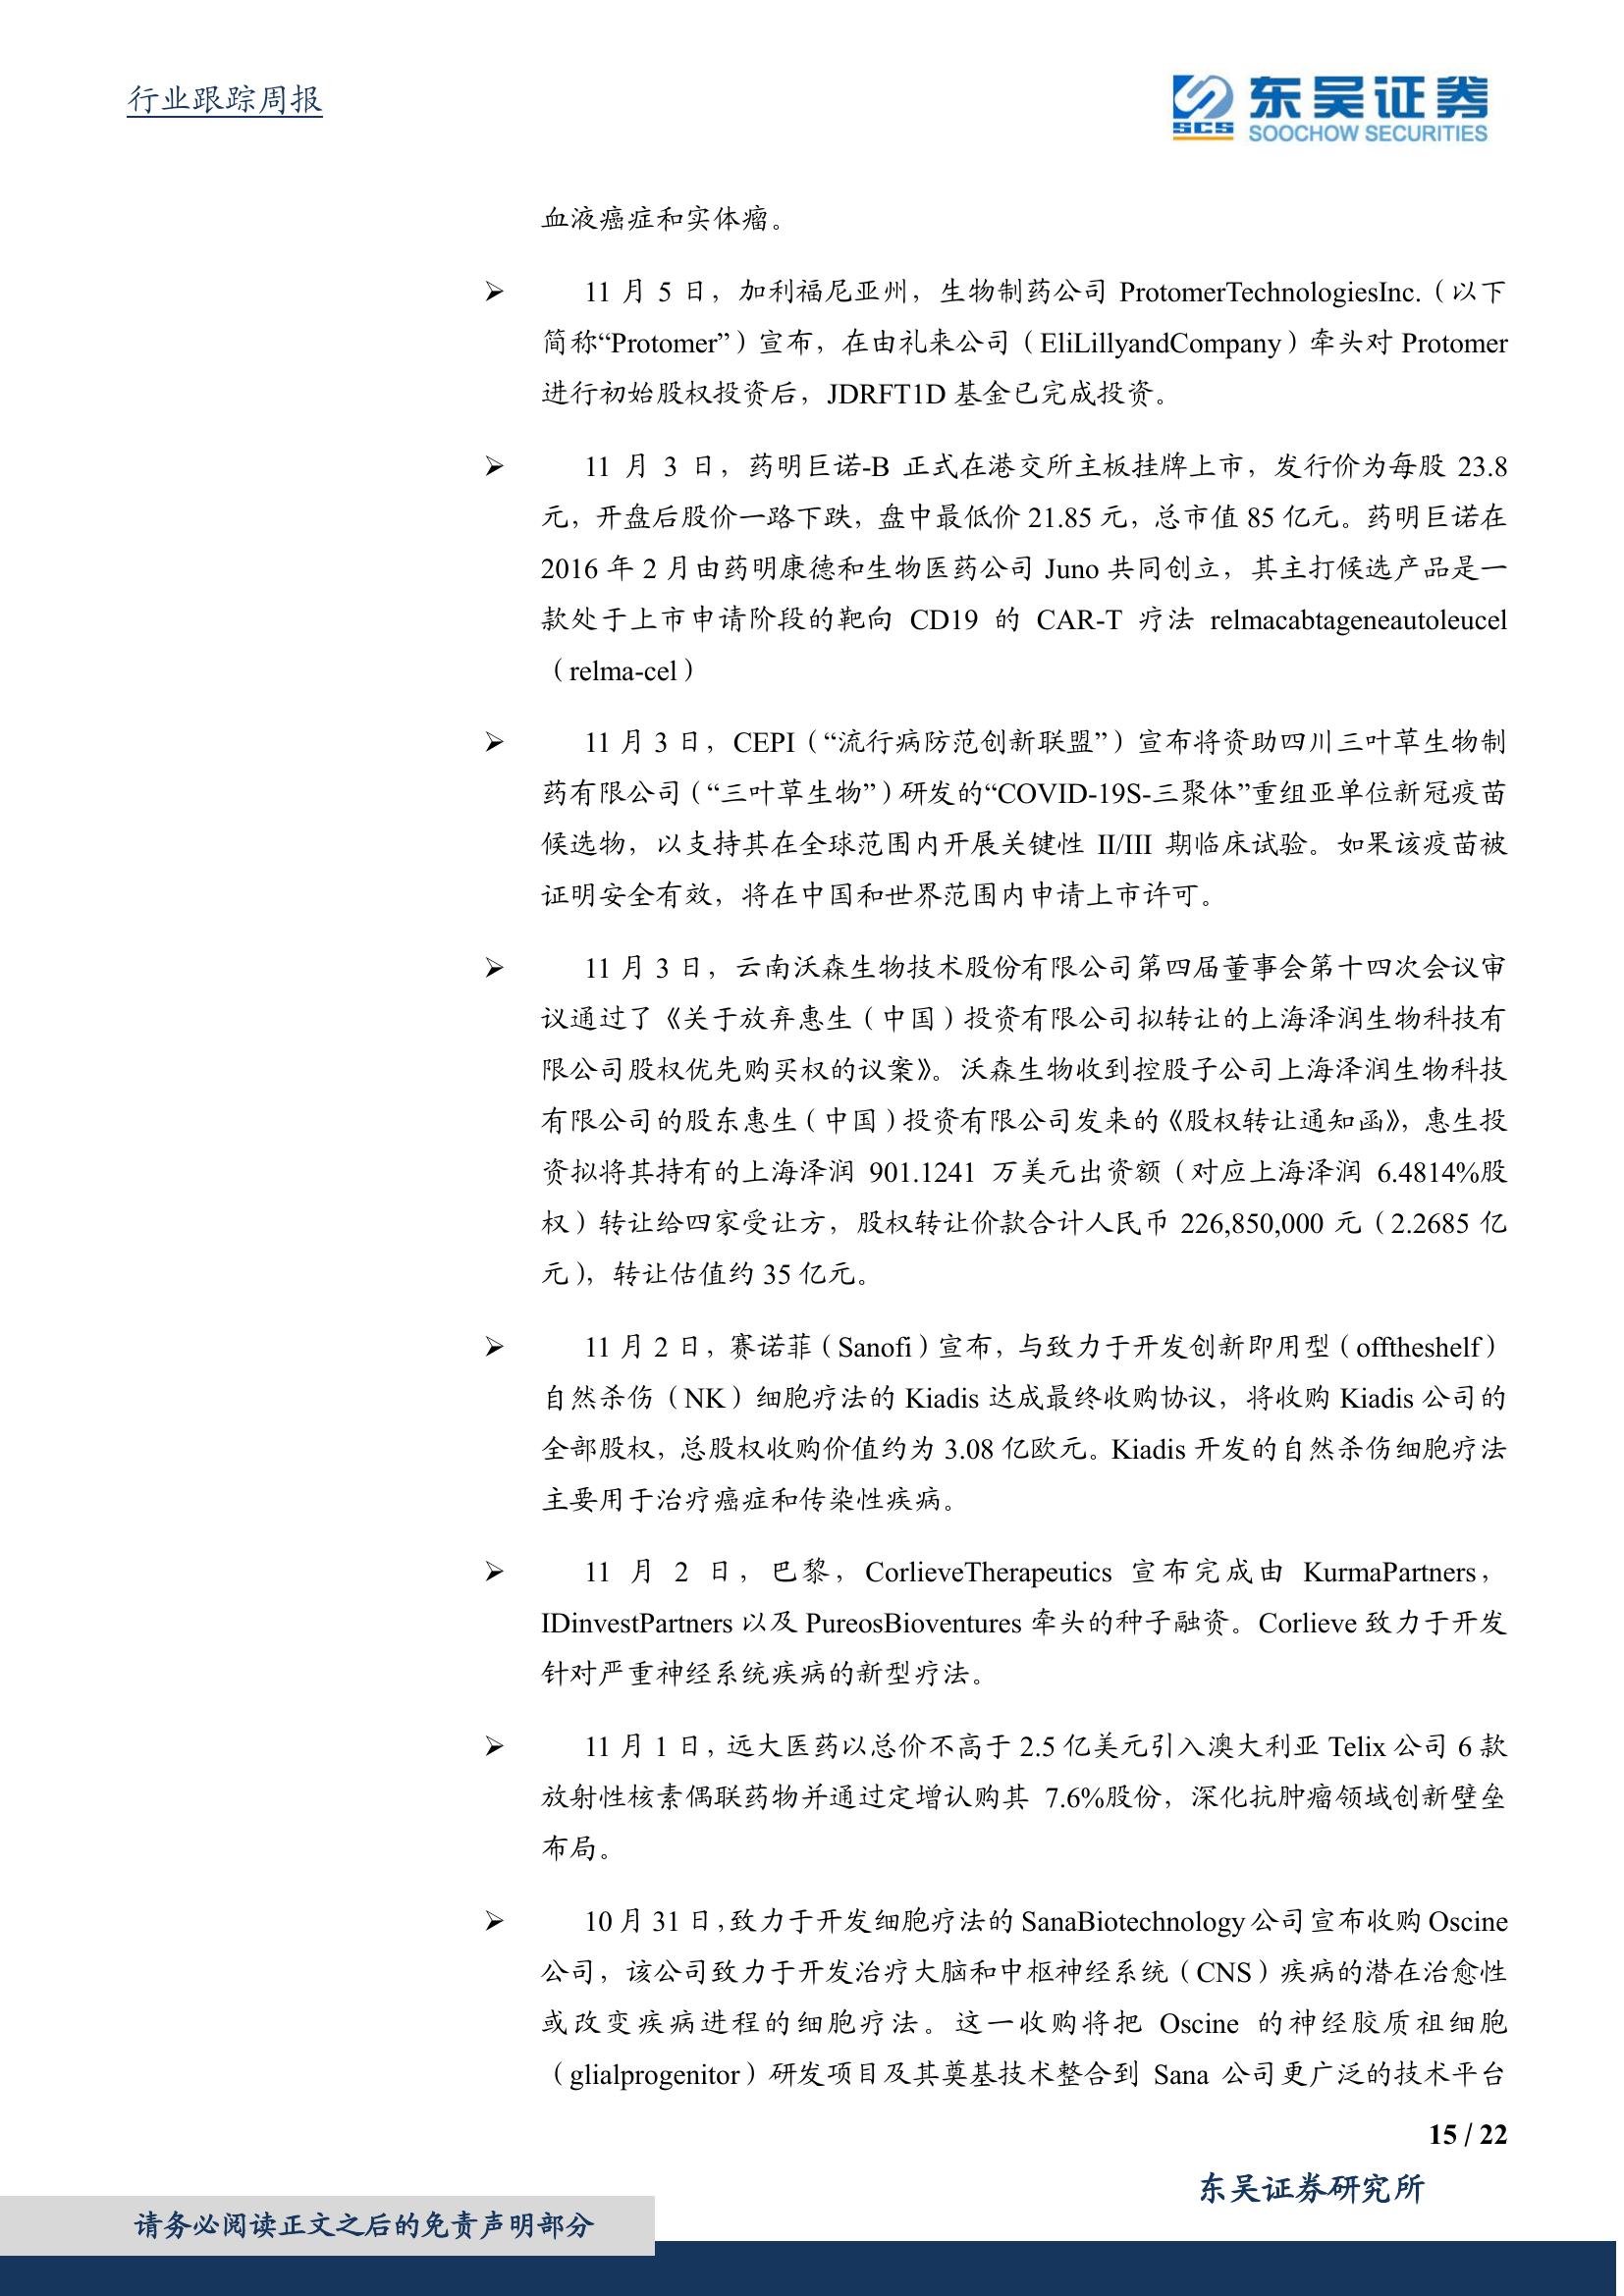 行业跟踪周报
SCS 东吴证券
SOOCHOW SECURITIES
血液癌症和实体瘤。
➢ 11 月 5 日，加利福尼亚州，生物制药公司 ProtomerTechnologiesInc.（以下
简称“Protomer”）宣布，在由礼来公司（EliLillyandCompany）牵头对 Protomer
进行初始股权投资后，JDRFT1D 基金已完成投资。
➢ 11 月 3 日，药明巨诺-B 正式在港交所主板挂牌上市，发行价为每股 23.8
元，开盘后股价一路下跌，盘中最低价 21.85 元，总市值 85 亿元。药明巨诺在
2016 年 2 月由药明康德和生物医药公司 Juno 共同创立，其主打候选产品是一
款处于上市申请阶段的靶向 CD19 的 CAR-T 疗法 relmacabtageneautoleucel
（relma-cel）
➢ 11 月 3 日，CEPI（“流行病防范创新联盟”）宣布将资助四川三叶草生物制
药有限公司（“三叶草生物”）研发的“COVID-19S-三聚体”重组亚单位新冠疫苗
候选物，以支持其在全球范围内开展关键性 II/III 期临床试验。如果该疫苗被
证明安全有效，将在中国和世界范围内申请上市许可。
➢ 11 月 3 日，云南沃森生物技术股份有限公司第四届董事会第十四次会议审
议通过了《关于放弃惠生（中国）投资有限公司拟转让的上海泽润生物科技有
限公司股权优先购买权的议案》。沃森生物收到控股子公司上海泽润生物科技
有限公司的股东惠生（中国）投资有限公司发来的《股权转让通知函》，惠生投
资拟将其持有的上海泽润 901.1241 万美元出资额（对应上海泽润 6.4814%股
权）转让给四家受让方，股权转让价款合计人民币 226,850,000 元（2.2685 亿
元），转让估值约 35 亿元。
➢ 11 月 2 日，赛诺菲（Sanofi）宣布，与致力于开发创新即用型（offtheshelf）
自然杀伤（NK）细胞疗法的 Kiadis 达成最终收购协议，将收购 Kiadis 公司的
全部股权，总股权收购价值约为 3.08 亿欧元。Kiadis 开发的自然杀伤细胞疗法
主要用于治疗癌症和传染性疾病。
➢ 11 月 2 日，巴黎，CorlieveTherapeutics 宣布完成由 KurmaPartners，
IDinvestPartners 以及 PureosBioventures 牵头的种子融资。Corlieve 致力于开发
针对严重神经系统疾病的新型疗法。
➢ 11 月 1 日，远大医药以总价不高于 2.5 亿美元引入澳大利亚 Telix 公司 6 款
放射性核素偶联药物并通过定增认购其 7.6%股份，深化抗肿瘤领域创新壁垒
布局。
➢ 10 月 31 日，致力于开发细胞疗法的 SanaBiotechnology 公司宣布收购 Oscine
公司，该公司致力于开发治疗大脑和中枢神经系统（CNS）疾病的潜在治愈性
或改变疾病进程的细胞疗法。这一收购将把 Oscine 的神经胶质祖细胞
（glialprogenitor）研发项目及其奠基技术整合到 Sana 公司更广泛的技术平台
15 / 22
东吴证券研究所
请务必阅读正文之后的免责声明部分